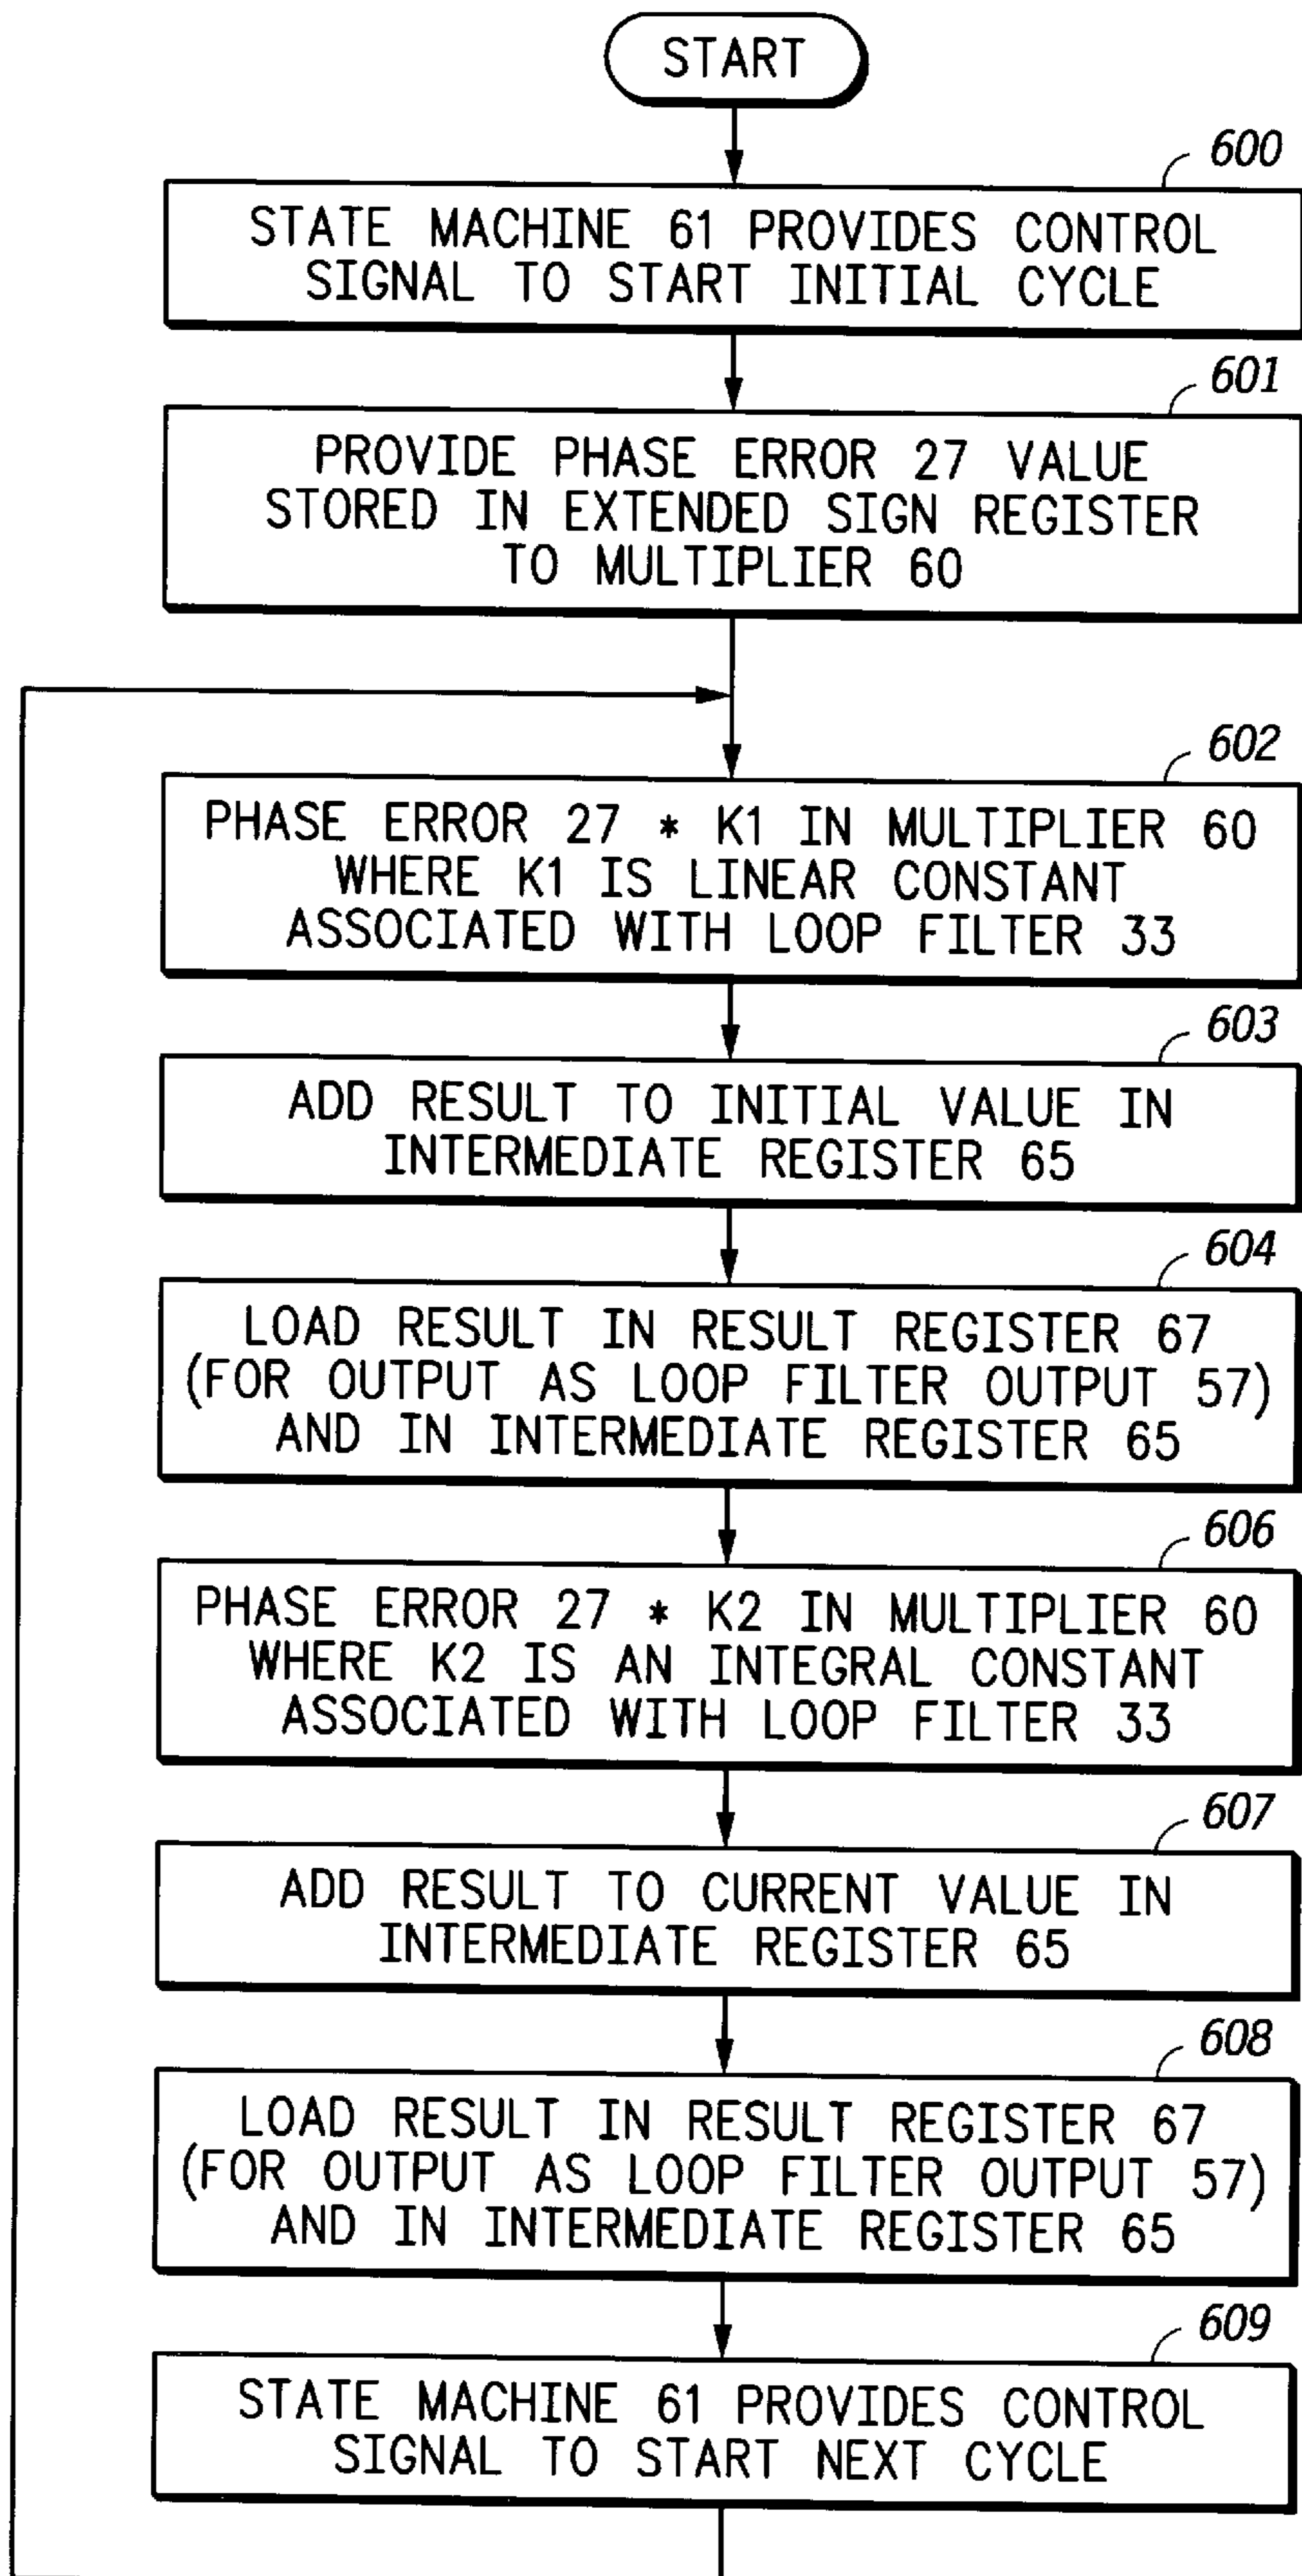 START
600
STATE MACHINE 61 PROVIDES CONTROL
SIGNAL TO START INITIAL CYCLE
601
PROVIDE PHASE ERROR 27 VALUE
STORED IN EXTENDED SIGN REGISTER
TO MULTIPLIER 60
602
PHASE ERROR 27 * K1 IN MULTIPLIER 60
WHERE K1 IS LINEAR CONSTANT
ASSOCIATED WITH LOOP FILTER 33
603
ADD RESULT TO INITIAL VALUE IN
INTERMEDIATE REGISTER 65
604
LOAD RESULT IN RESULT REGISTER 67
(FOR OUTPUT AS LOOP FILTER OUTPUT 57)
AND IN INTERMEDIATE REGISTER 65
606
PHASE ERROR 27 * K2 IN MULTIPLIER 60
WHERE K2 IS AN INTEGRAL CONSTANT
ASSOCIATED WITH LOOP FILTER 33
607
ADD RESULT TO CURRENT VALUE IN
INTERMEDIATE REGISTER 65
608
LOAD RESULT IN RESULT REGISTER 67
(FOR OUTPUT AS LOOP FILTER OUTPUT 57)
AND IN INTERMEDIATE REGISTER 65
609
STATE MACHINE 61 PROVIDES CONTROL
SIGNAL TO START NEXT CYCLE